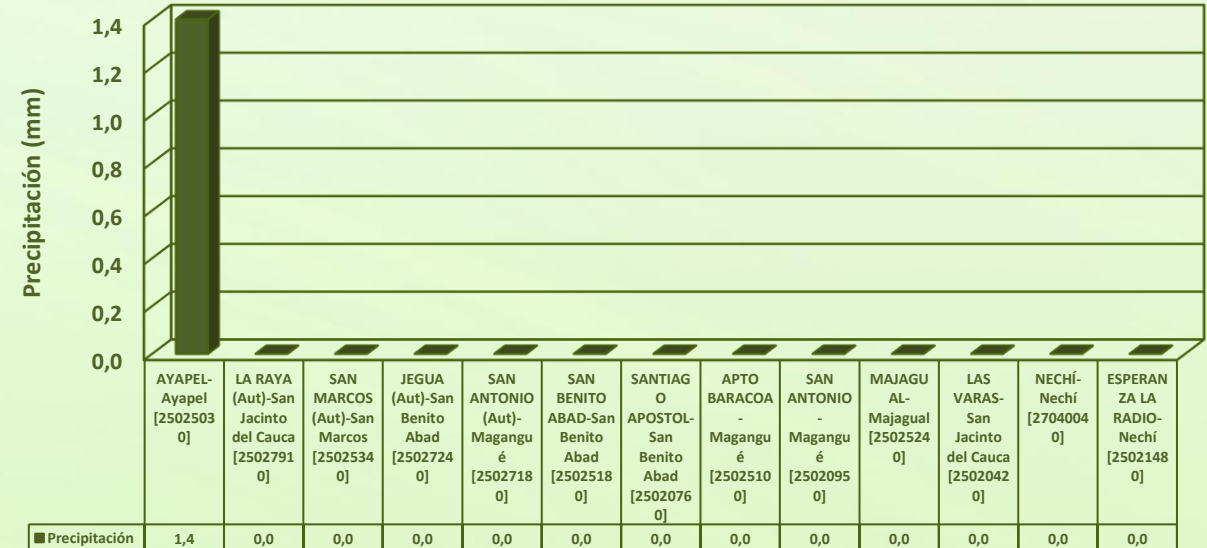 Precipitación (mm)
1,4
1,2
1,0
0,8
0,6
0,4
0,2
0,0
AYAPEL-
Ayapel
[2502503
0]
LA RAYA
(Aut)-San
Jacinto
del Cauca
[2502791
0]
SAN
MARCOS
(Aut)-San
Marcos
[2502534
0]
JEGUA
(Aut)-San
Benito
Abad
[2502724
0]
SAN
ANTONIO
(Aut)-
Magangu
é
[2502718
0]
SAN
BENITO
ABAD-San
Benito
Abad
[2502518
0]
SANTIAG
O
APOSTOL-
San
Benito
Abad
[2502076
0]
APTO
BARACOA
-
Magangu
é
[2502510
0]
SAN
ANTONIO
-
Magangu
é
[2502095
0]
MAJAGU
AL-
Majagual
[2502524
0]
LAS
VARAS-
San
Jacinto
del Cauca
[2502042
0]
NECHÍ-
Nechí
[2704004
0]
ESPERAN
ZA LA
RADIO-
Nechí
[2502148
0]
Precipitación 1,4 0,0 0,0 0,0 0,0 0,0 0,0 0,0 0,0 0,0 0,0 0,0 0,0